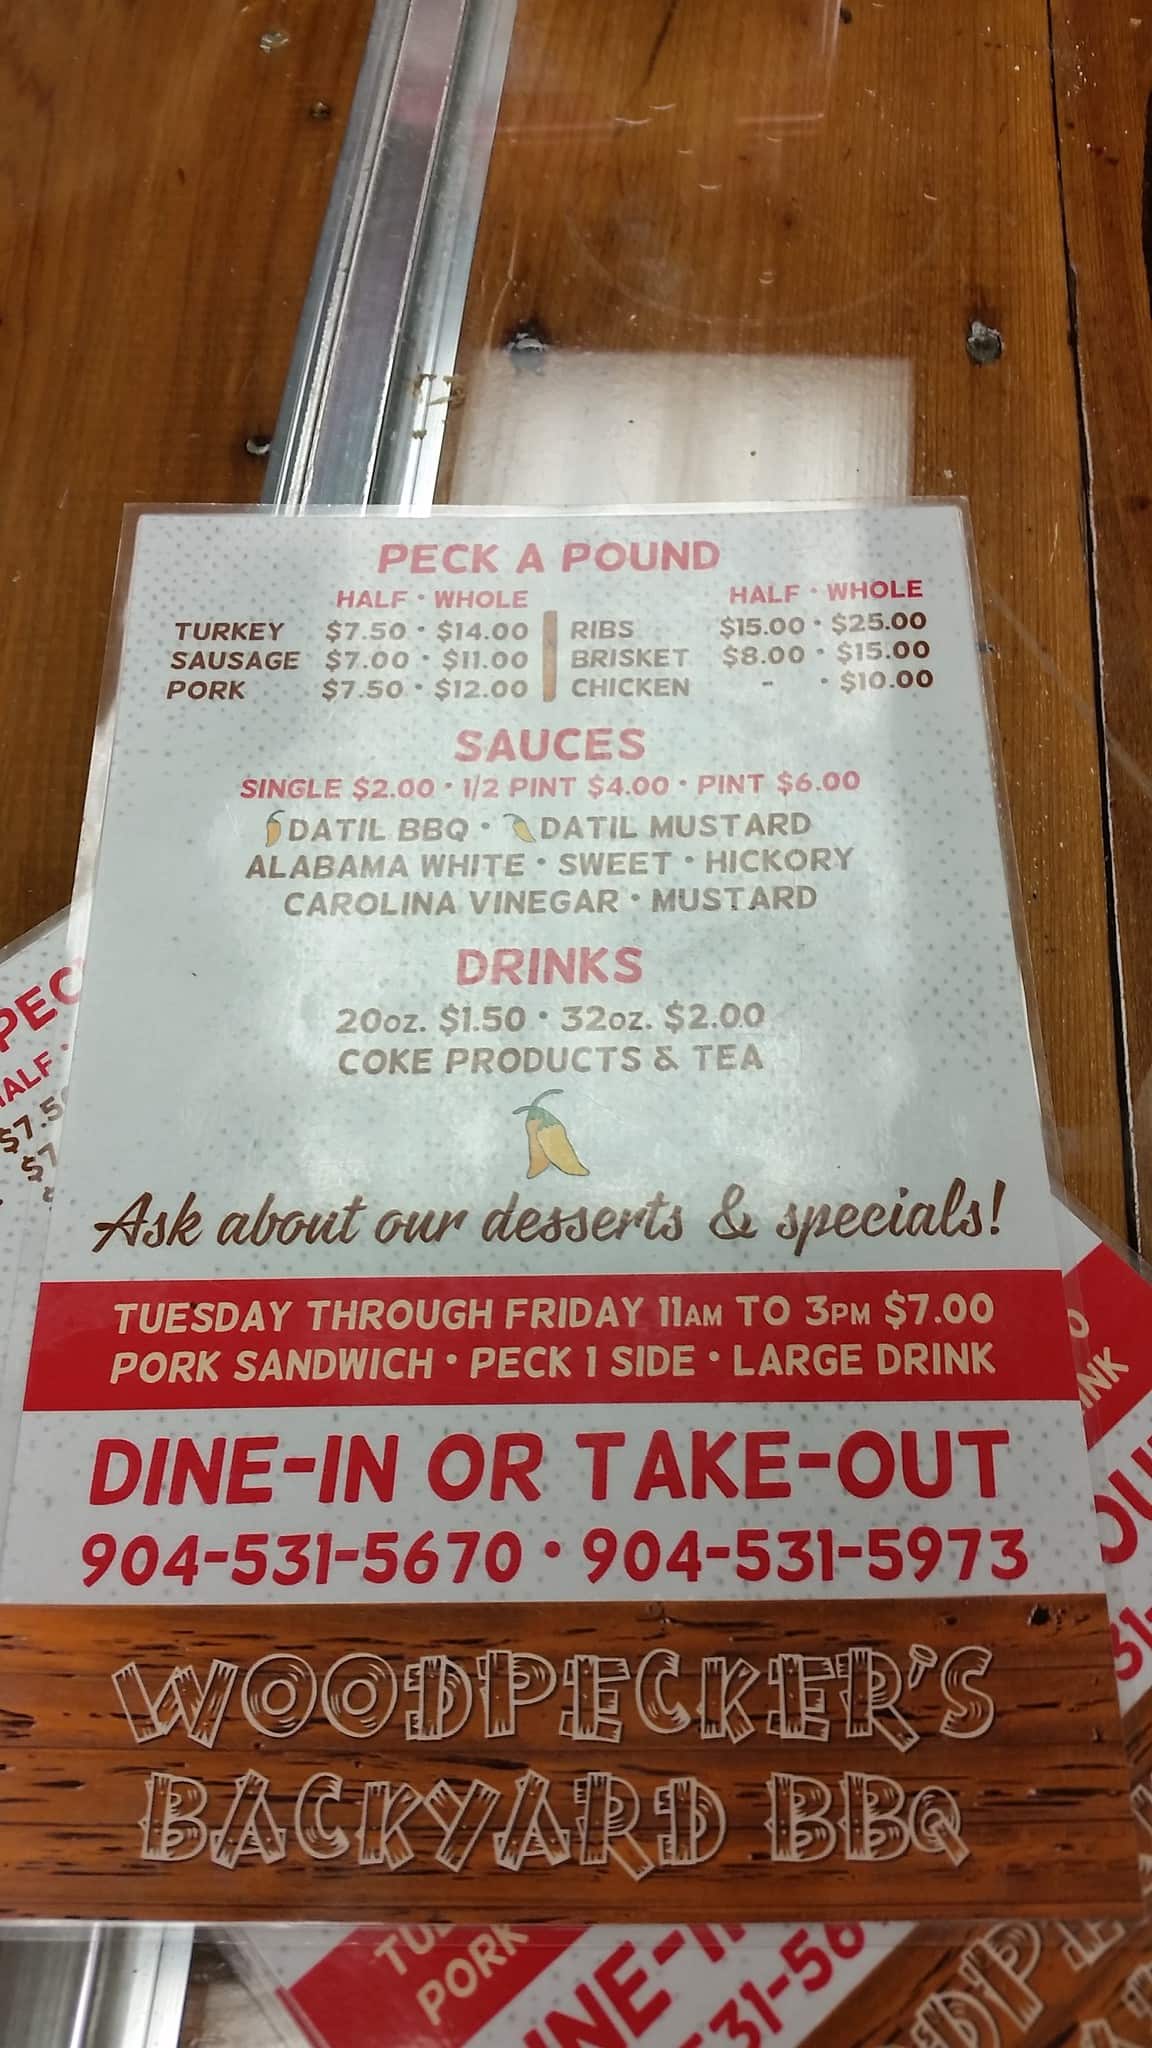 PECK A POUND
HALF • WHOLE
TURKEY $7.50 • $14.00
SAUSAGE $7.00 • $11.00
PORK $7.50 • $12.00
HALF • WHOLE
RIBS $15.00 • $25.00
BRISKET $8.00 • $15.00
CHICKEN - • $10.00
SAUCES
SINGLE $2.00 • 1/2 PINT $4.00 • PINT $6.00
DATIL BBQ • DATIL MUSTARD
ALABAMA WHITE • SWEET • HICKORY
CAROLINA VINEGAR • MUSTARD
DRINKS
20oz. $1.50 • 32oz. $2.00
COKE PRODUCTS & TEA
Ask about our desserts & specials!
TUESDAY THROUGH FRIDAY 11AM TO 3PM $7.00
PORK SANDWICH • PECK 1 SIDE • LARGE DRINK
DINE-IN OR TAKE-OUT
904-531-5670 • 904-531-5973
WOODPECKER'S
BACKYARD BBQ
PORK